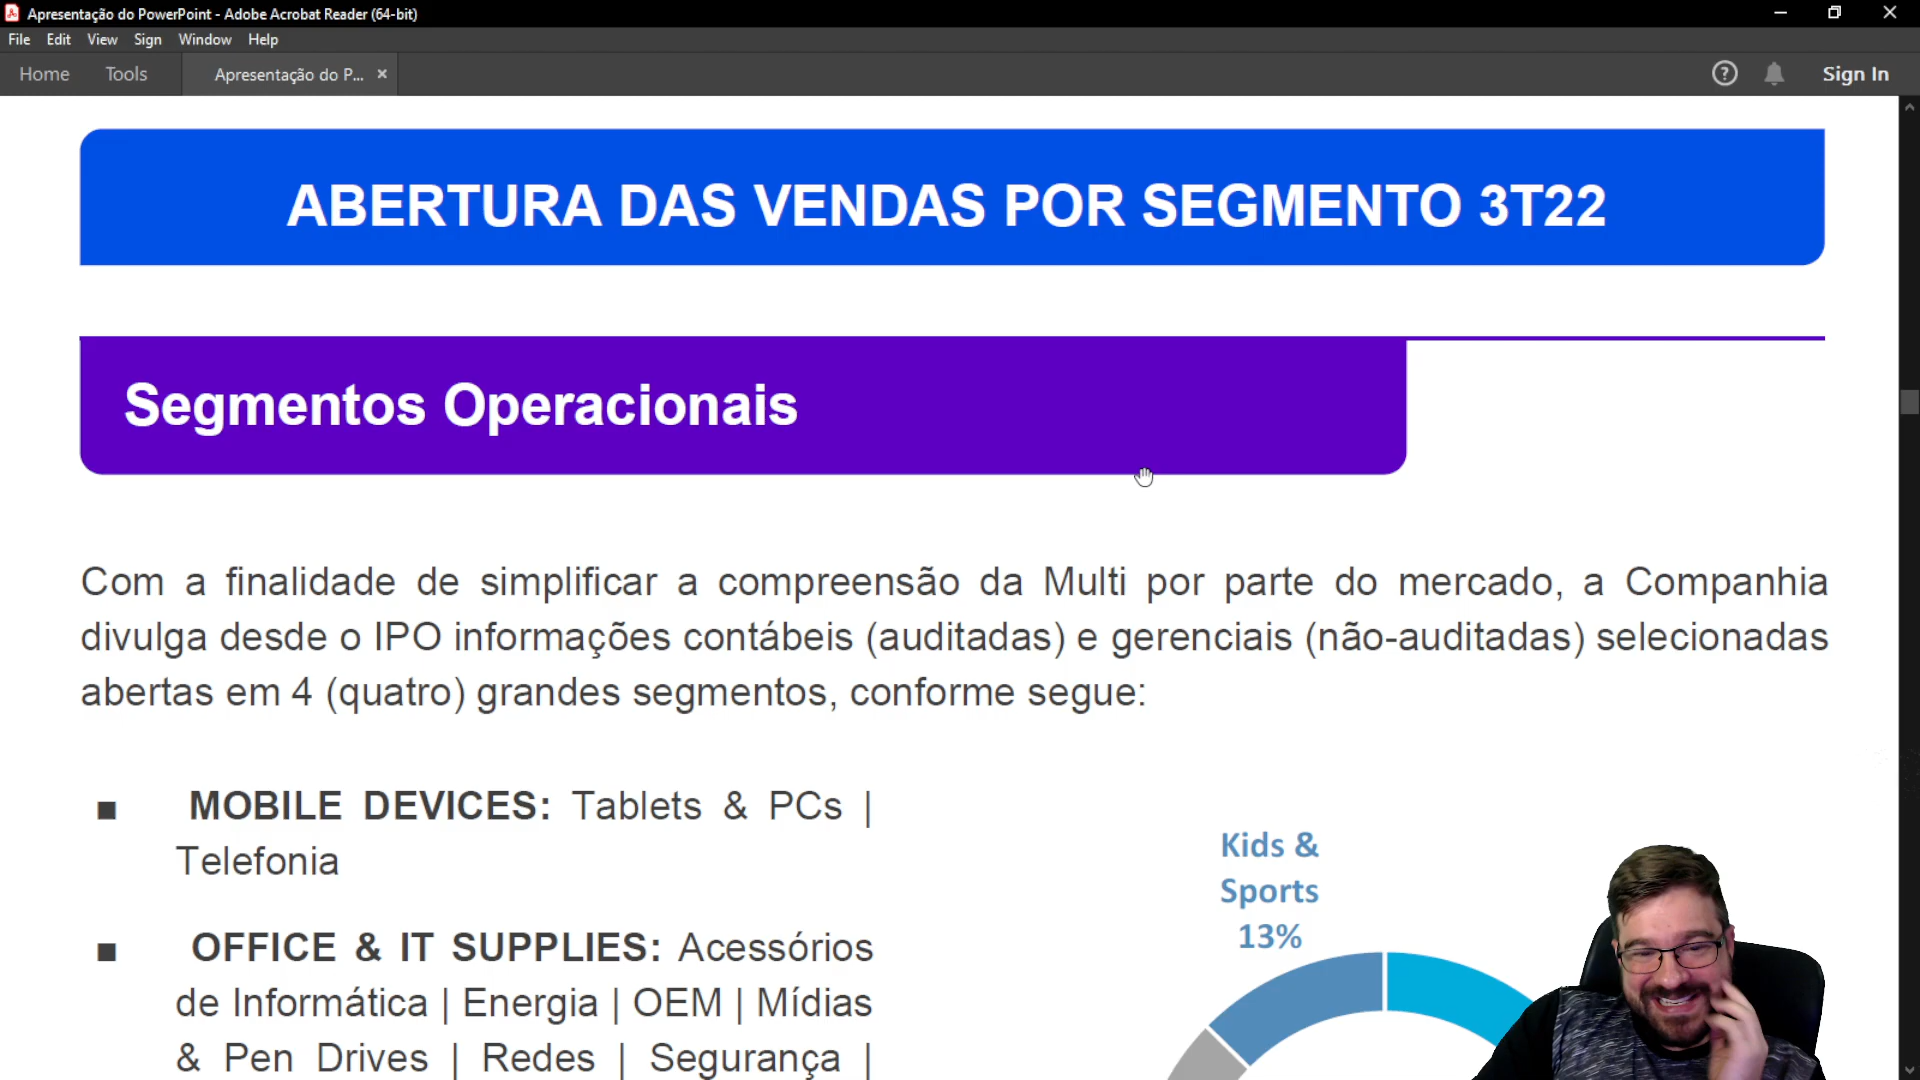 Apresentação do PowerPoint - Adobe Acrobat Reader (64-bit)
File Edit View Sign Window Help
Home Tools Apresentação do P... Sign In
ABERTURA DAS VENDAS POR SEGMENTO 3T22
Segmentos Operacionais
Com a finalidade de simplificar a compreensão da Multi por parte do mercado, a Companhia
divulga desde o IPO informações contábeis (auditadas) e gerenciais (não-auditadas) selecionadas
abertas em 4 (quatro) grandes segmentos, conforme segue:
■ MOBILE DEVICES: Tablets & PCs |
Telefonia
■ OFFICE & IT SUPPLIES: Acessórios
de Informática | Energia | OEM | Mídias
& Pen Drives | Redes | Segurança |
Kids &
Sports
13%